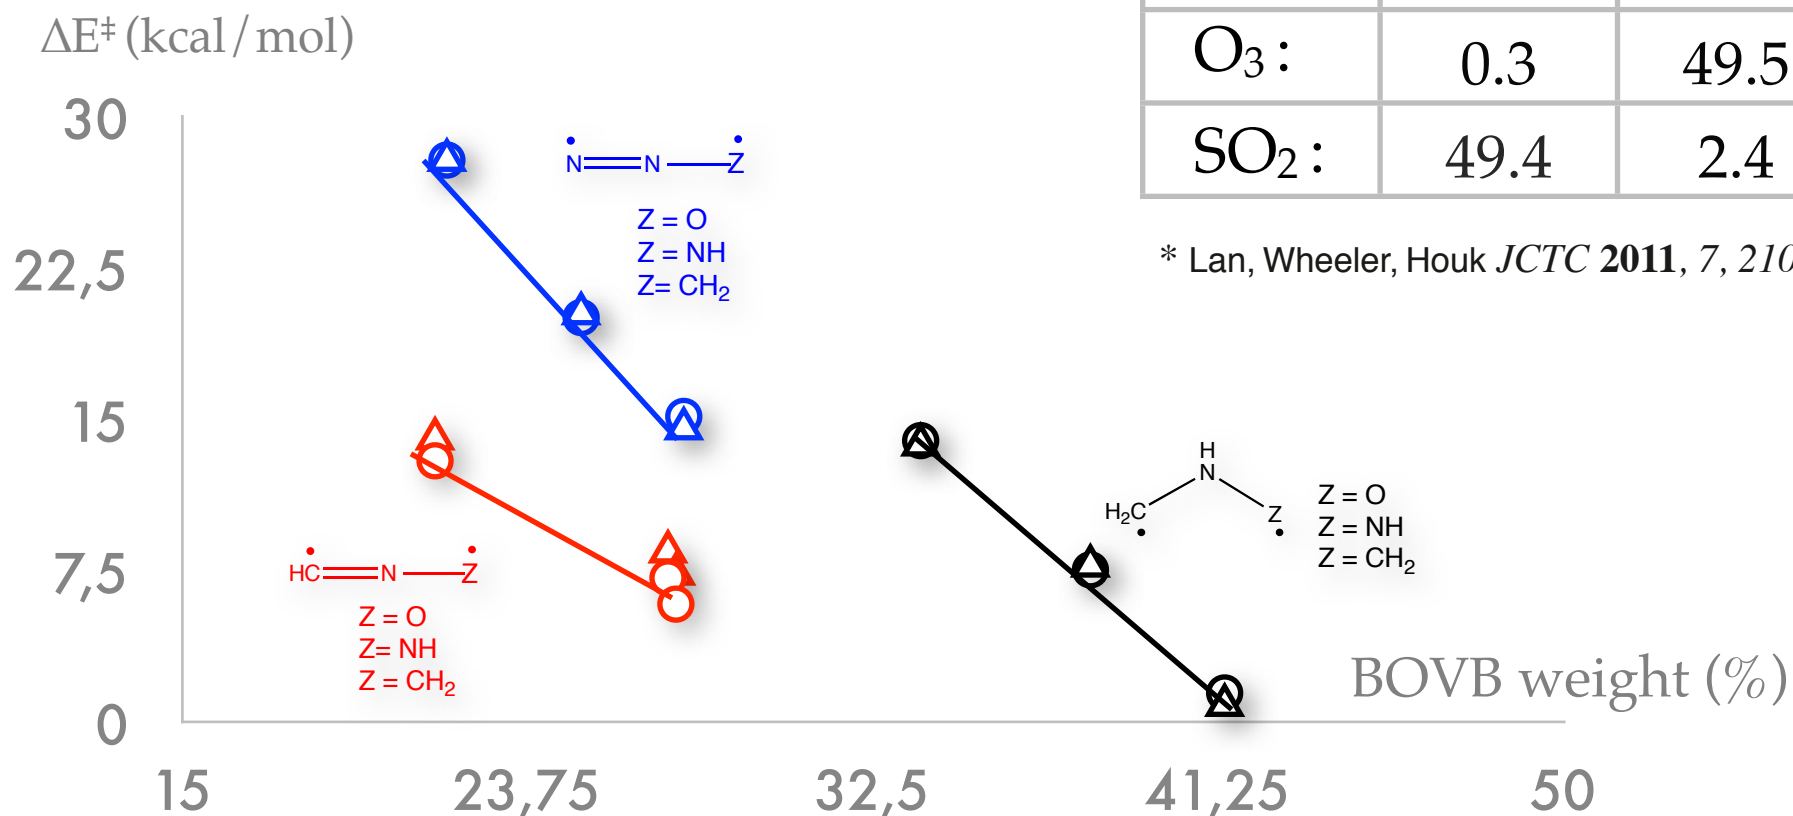 ΔE‡ (kcal/mol)
O₃ : 0.3 49.5
SO₂ : 49.4 2.4
* Lan, Wheeler, Houk JCTC 2011, 7, 210
30
22,5
15
7,5
0
N N Z
Z = O
Z = NH
Z= CH₂
HC N Z
Z = O
Z= NH
Z = CH₂
H
N
H₂C Z
Z = O
Z = NH
Z = CH₂
BOVB weight (%)
15 23,75 32,5 41,25 50